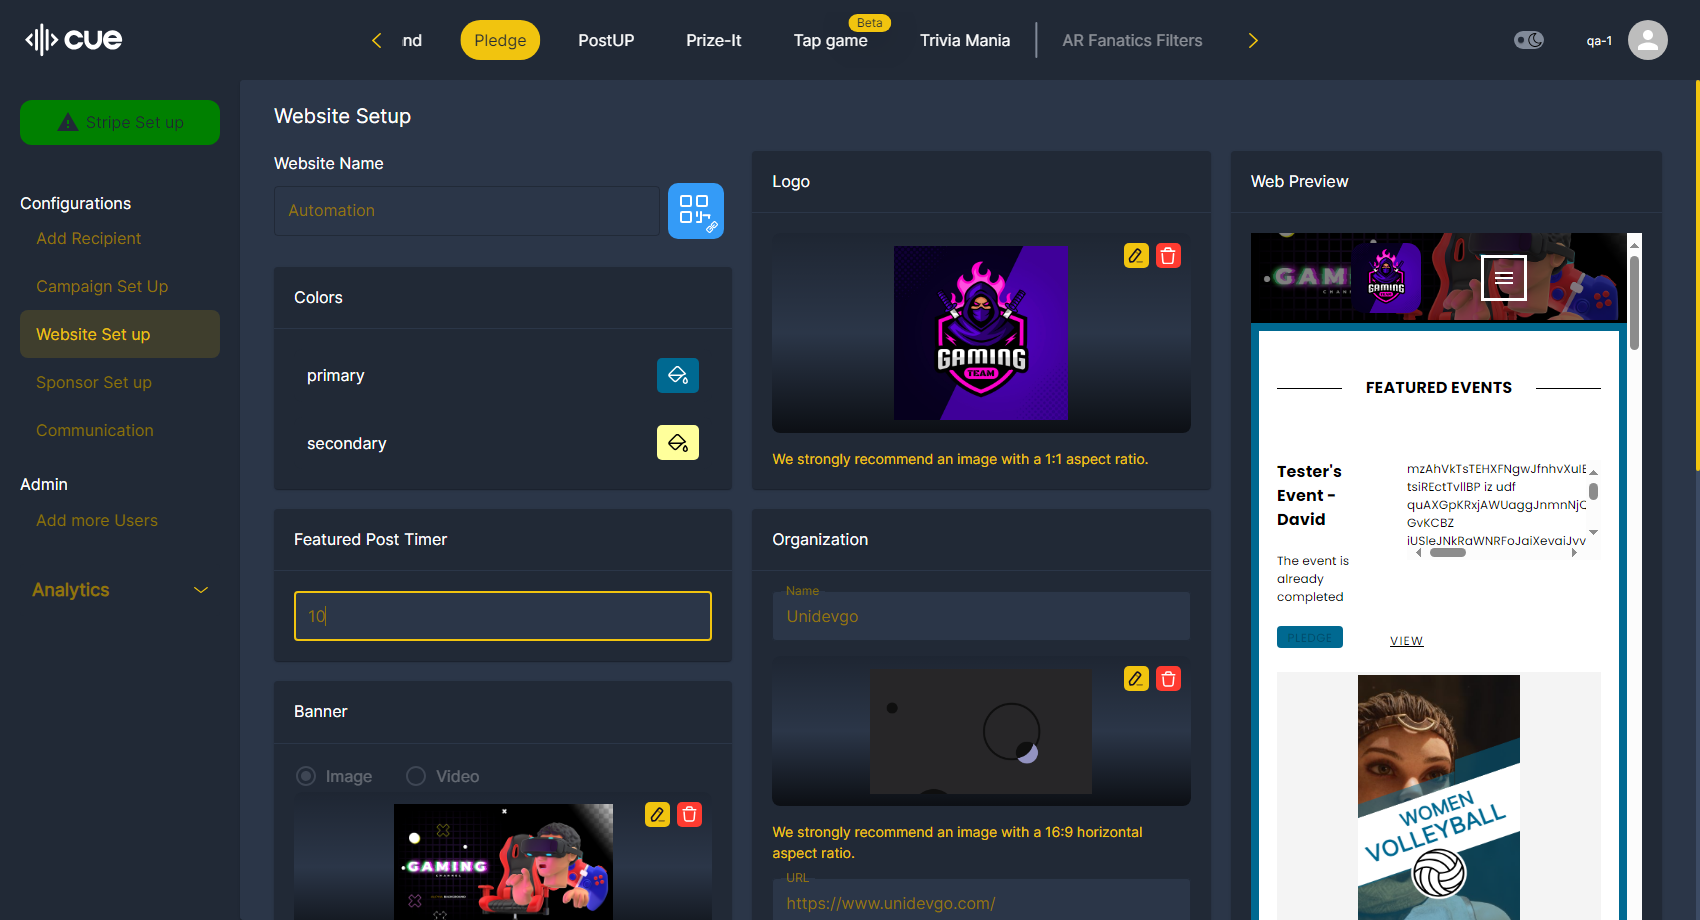 cue
nd
Pledge
PostUP
Prize-It
Tap game
Beta
Trivia Mania
AR Fanatics Filters
qa-1
Stripe Set up
Configurations
Add Recipient
Campaign Set Up
Website Set up
Sponsor Set up
Communication
Admin
Add more Users
Analytics
Website Setup
Website Name
Automation
Colors
primary
secondary
Featured Post Timer
10
Banner
Image
Video
GAMING
Logo
GAMING
TEAM
We strongly recommend an image with a 1:1 aspect ratio.
Organization
Name
Unidevgo
We strongly recommend an image with a 16:9 horizontal
aspect ratio.
URL
https://www.unidevgo.com/
Web Preview
GAMI
GAMING
FEATURED EVENTS
Tester's
Event -
David
The event is
already
completed
mzAhVkTsTEHXFNgwJfnhvXulE
tsiREctTvllBP iz udf
quAXGpKRxjAWUaggJnmnNjC
GvKCBZ
iUSleJNkRaWNRFoJaiXevaiJvv
PLEDGE
VIEW
WOMEN
VOLLEYBALL